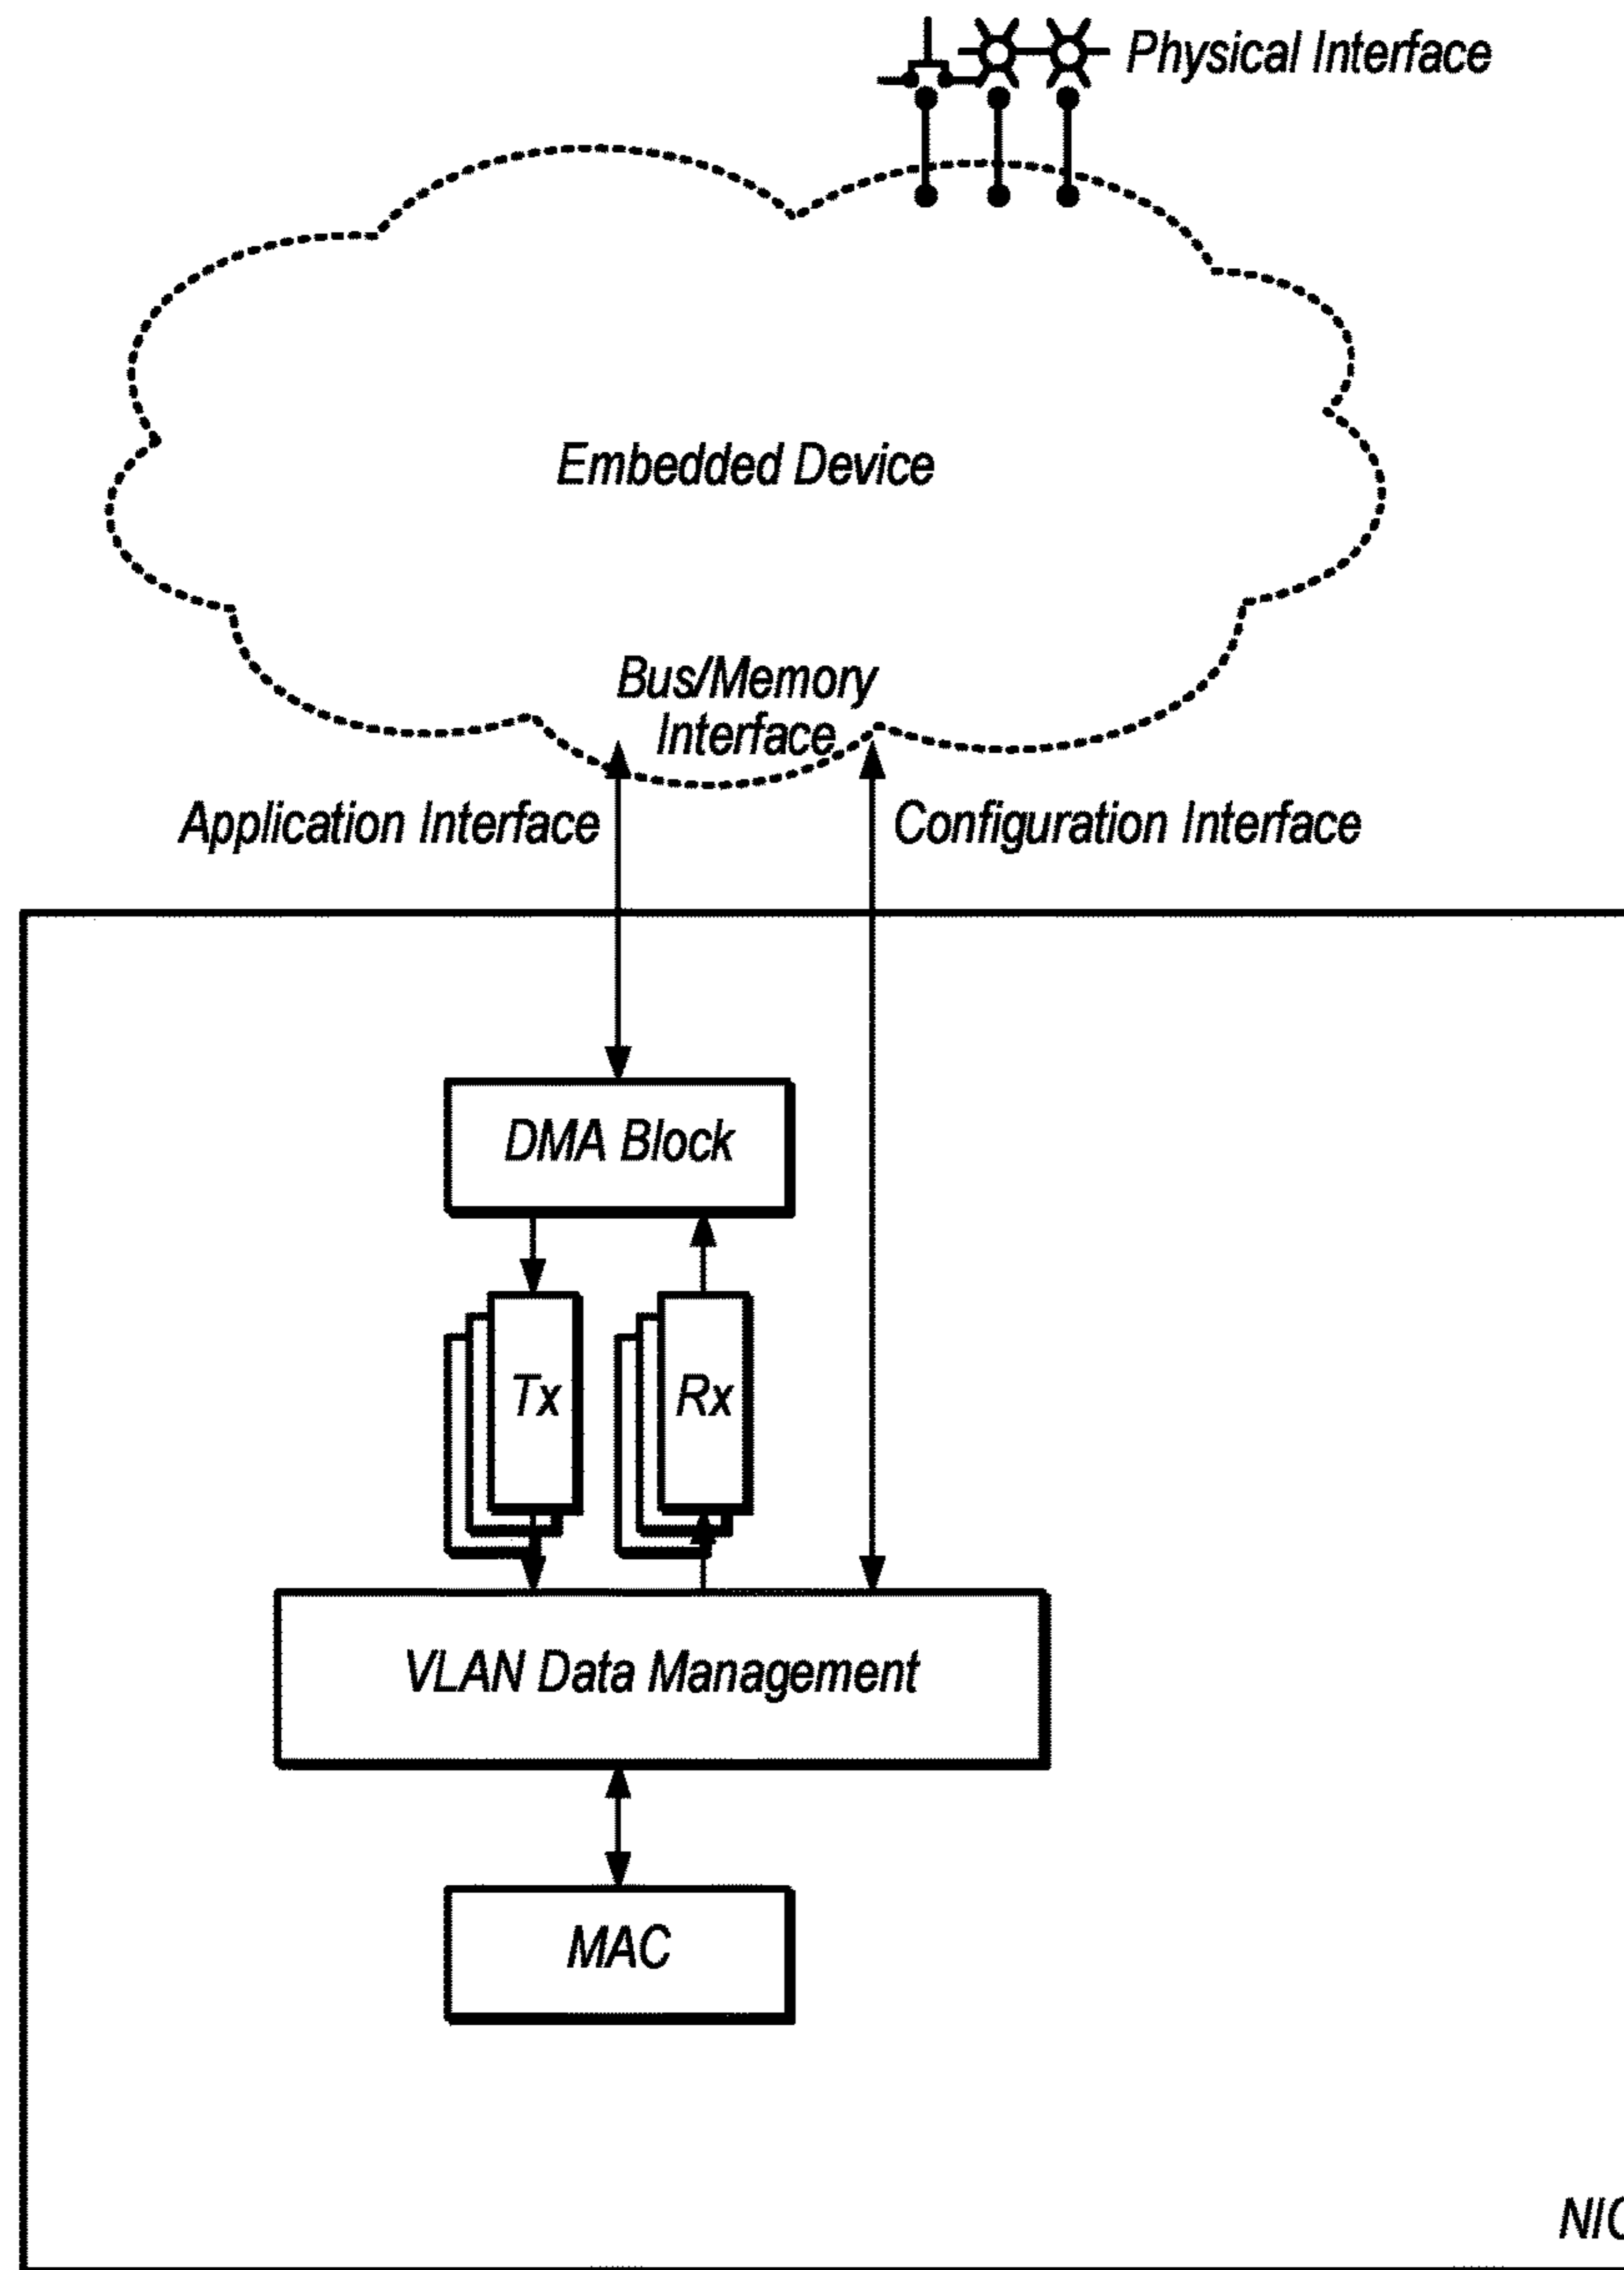 Physical Interface
Embedded Device
Bus/Memory
Interface
Application Interface
Configuration Interface
DMA Block
Tx
Rx
VLAN Data Management
MAC
NIC